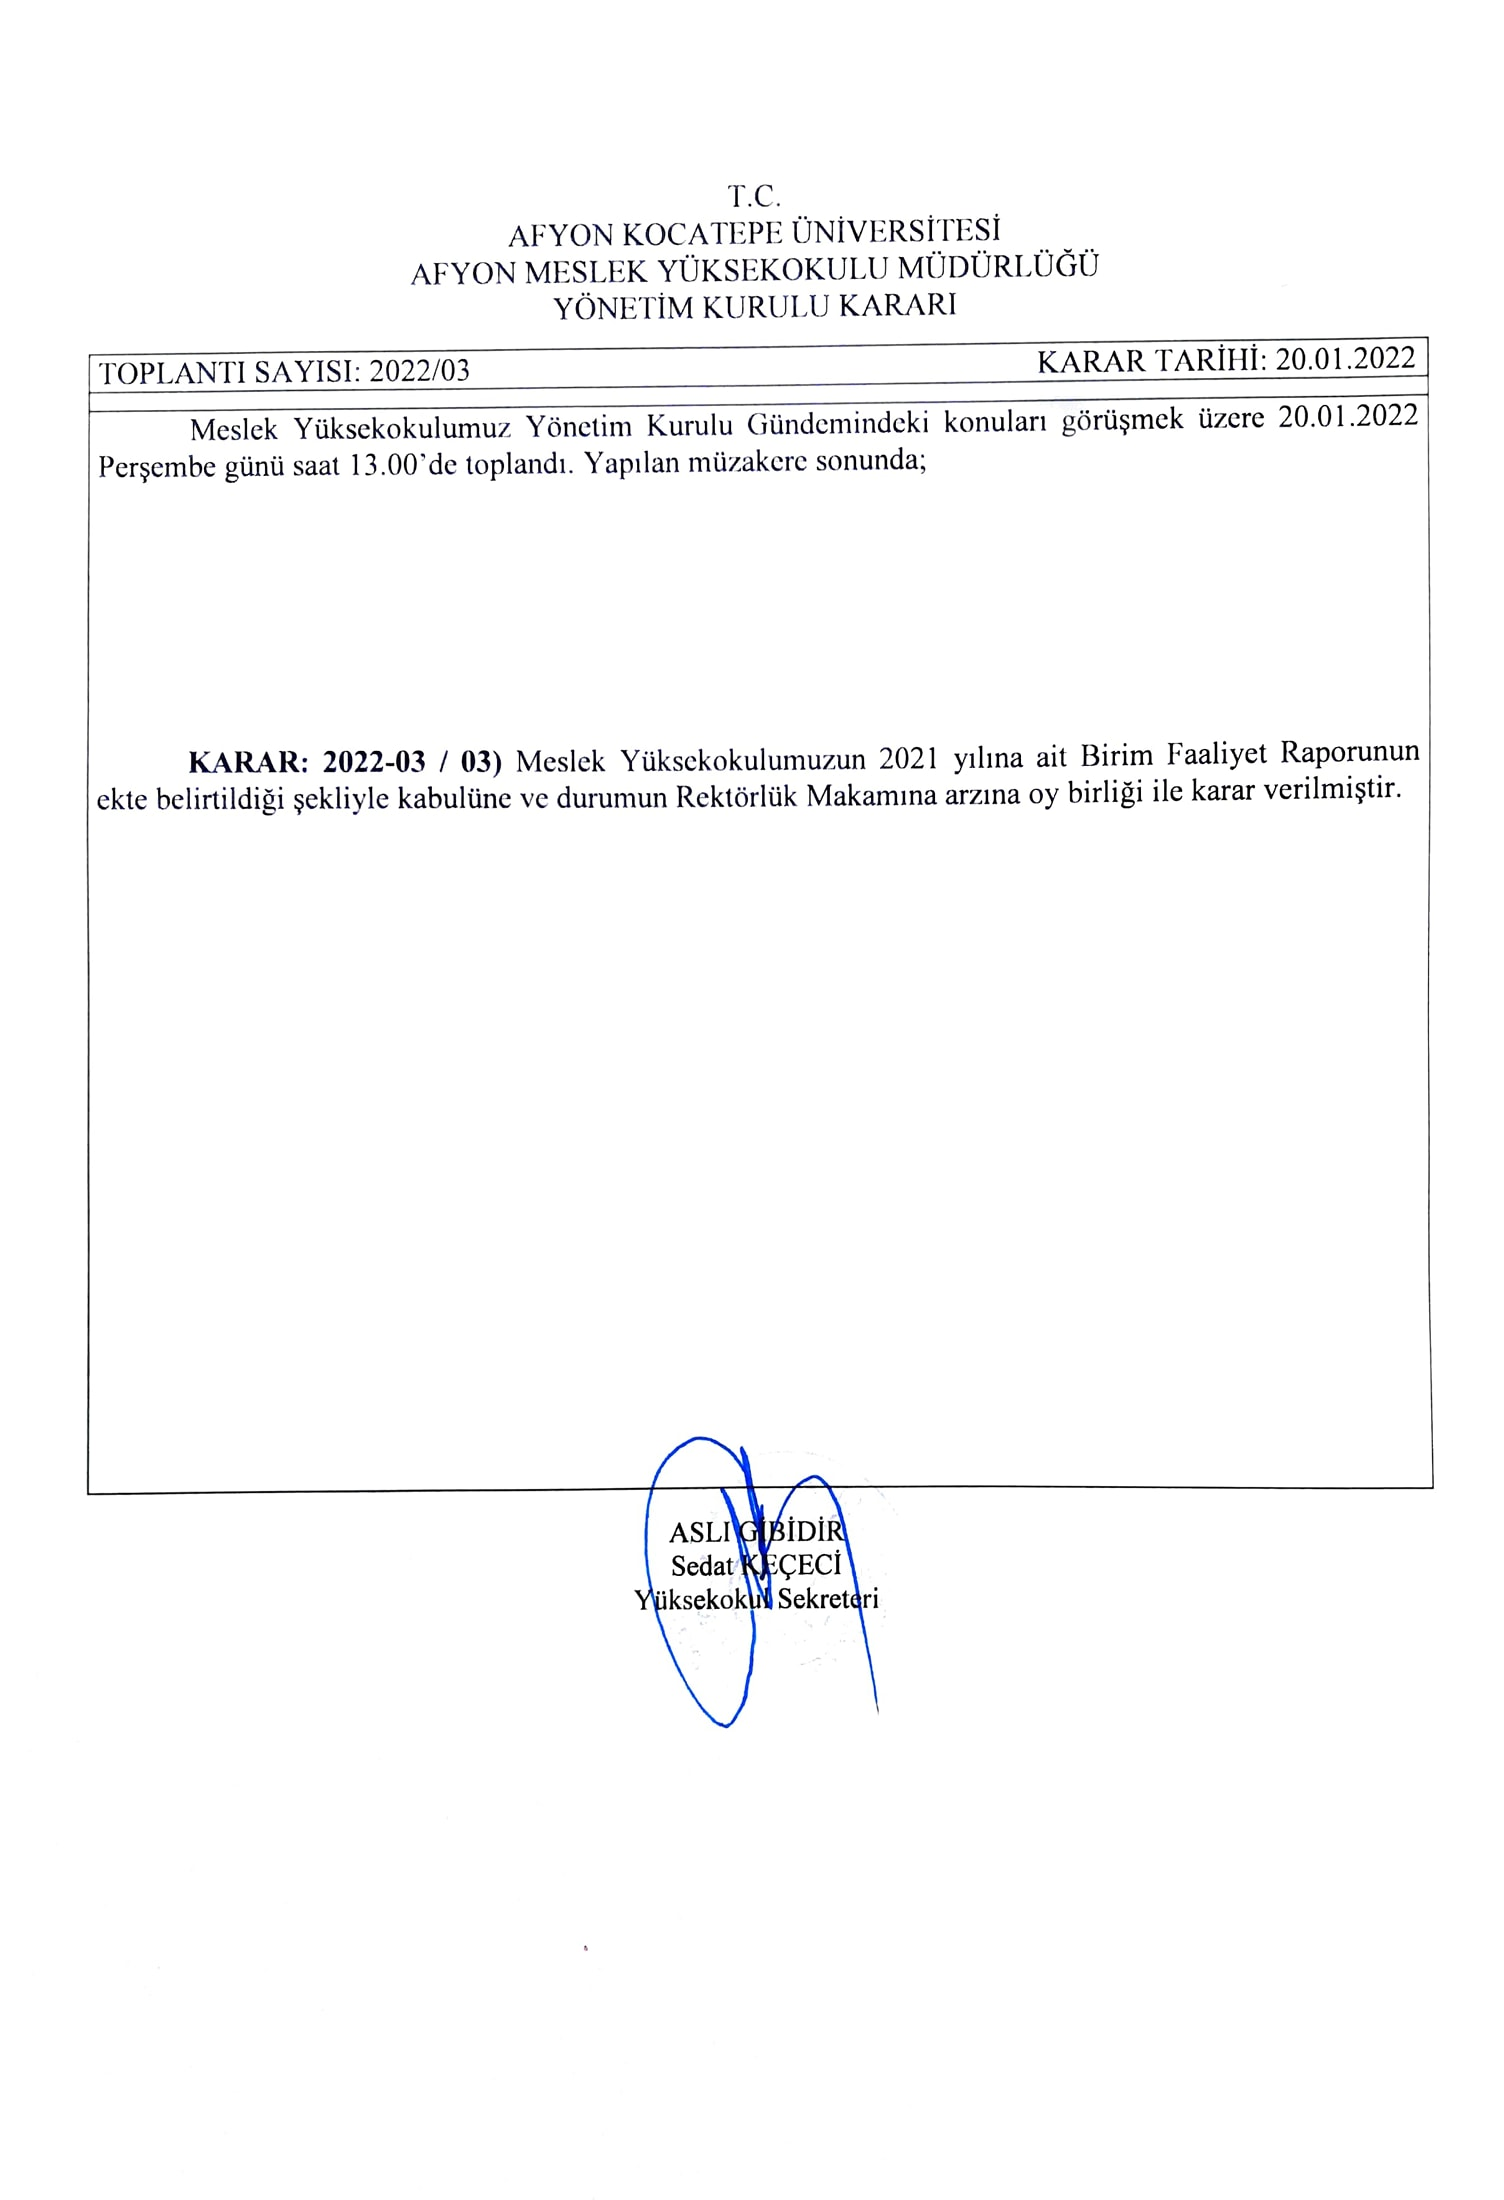 T.C.
AFYON KOCATEPE ÜNİVERSİTESİ
AFYON MESLEK YÜKSEKOKULU MÜDÜRLÜĞÜ
YÖNETİM KURULU KARARI
TOPLANTI SAYISI: 2022/03 KARAR TARİHİ: 20.01.2022
Meslek Yüksekokulumuz Yönetim Kurulu Gündemindeki konuları görüşmek üzere 20.01.2022
Perşembe günü saat 13.00’de toplandı. Yapılan müzakere sonunda;
KARAR: 2022-03 / 03) Meslek Yüksekokulumuzun 2021 yılına ait Birim Faaliyet Raporunun
ekte belirtildiği şekliyle kabulüne ve durumun Rektörlük Makamına arzına oy birliği ile karar verilmiştir.
ASLI GİBİDİR
Sedat KEÇECİ
Yüksekokul Sekreteri